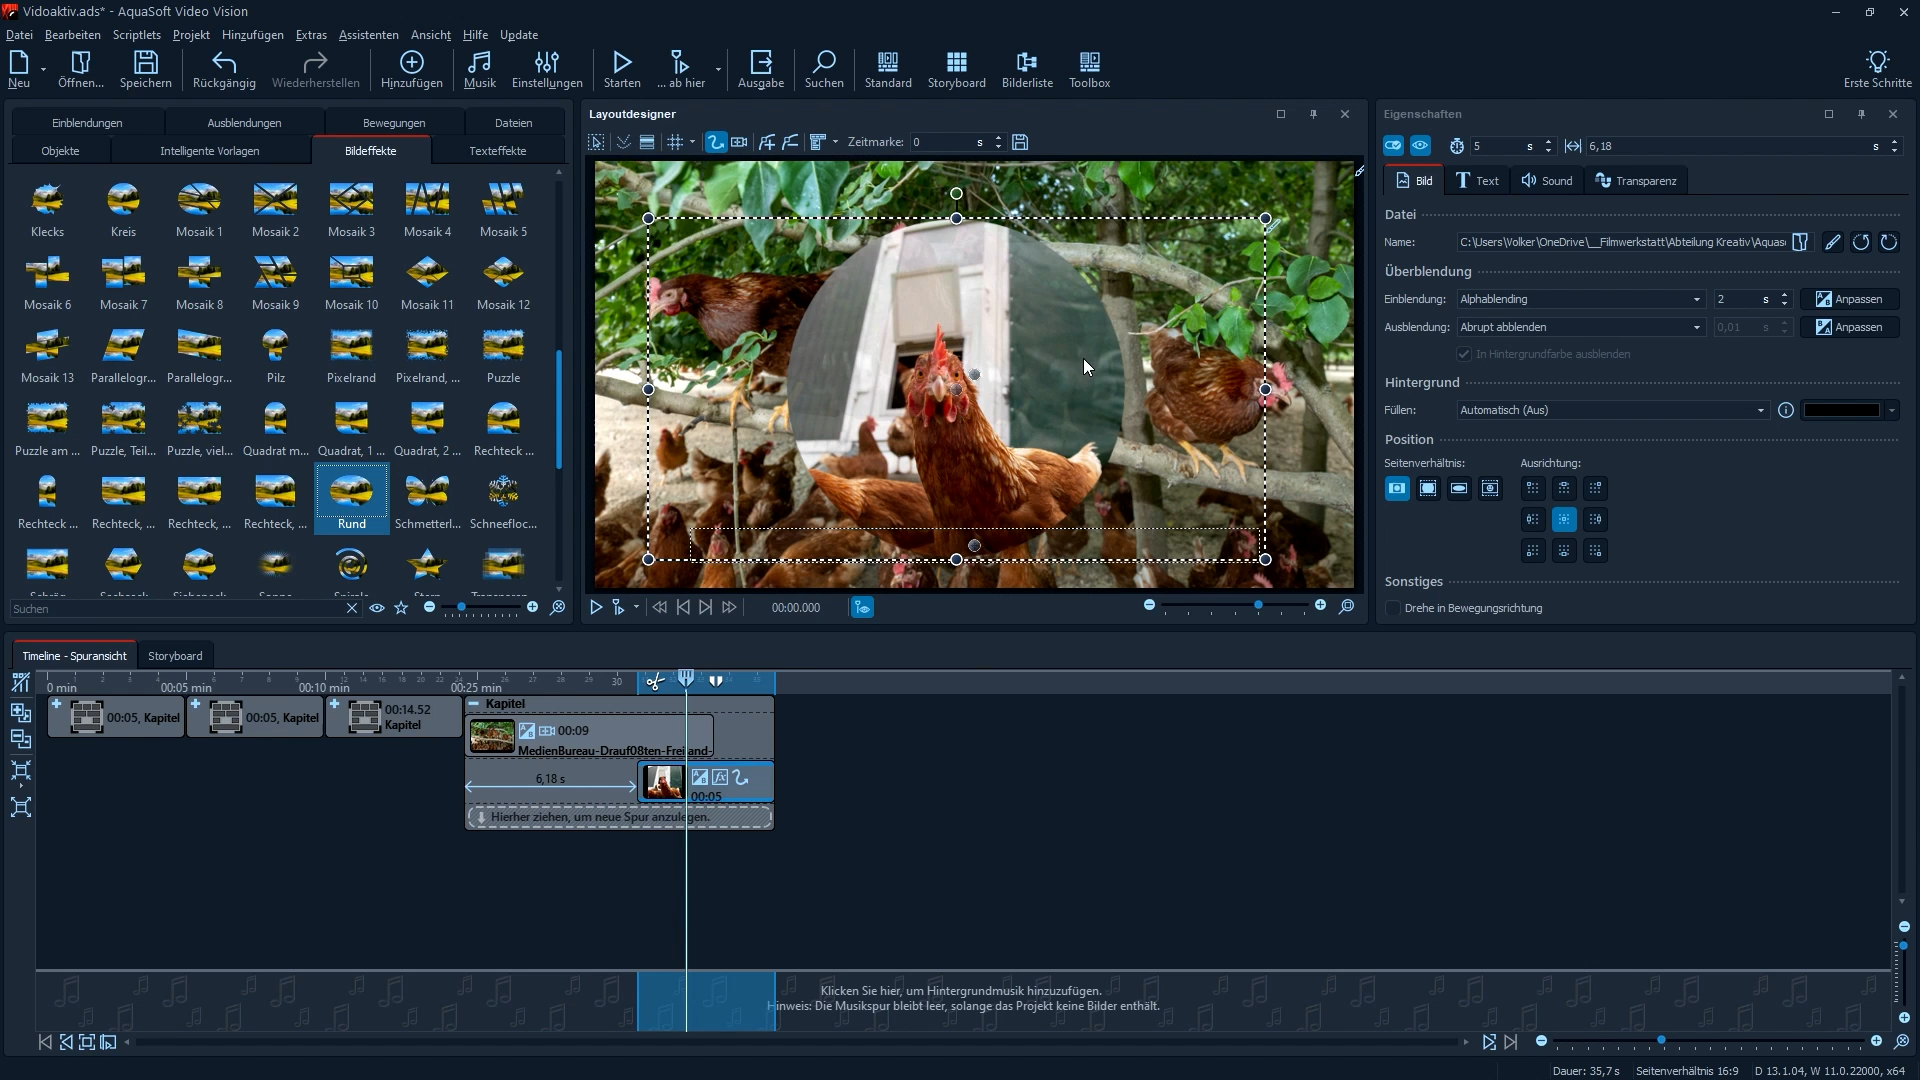 Vidoaktiv.ads* - AquaSoft Video Vision
Datei Bearbeiten Scriptlets Projekt Hinzufügen Extras Assistenten Ansicht Hilfe Update
Neu Öffnen... Speichern Rückgängig Wiederherstellen Hinzufügen Musik Einstellungen Starten ... ab hier Ausgabe Suchen Standard Storyboard Bilderliste Toolbox Erste Schritte
Einblendungen Ausblendungen Bewegungen Dateien
Objekte Intelligente Vorlagen Bildeffekte Texteffekte
Klecks Kreis Mosaik 1 Mosaik 2 Mosaik 3 Mosaik 4 Mosaik 5
Mosaik 6 Mosaik 7 Mosaik 8 Mosaik 9 Mosaik 10 Mosaik 11 Mosaik 12
Mosaik 13 Parallelogr... Parallelogr... Pilz Pixelrand Pixelrand, ... Puzzle
Puzzle am ... Puzzle, Teil... Puzzle, viel... Quadrat m... Quadrat, 1 ... Quadrat, 2 ... Rechteck ...
Rechteck ... Rechteck, ... Rechteck, ... Rechteck, ... Rund Schmetterl... Schneefloc...
Suchen
Layoutdesigner
Zeitmarke: 0 s
00:00.000
Eigenschaften
5 s 6,18 s
Bild Text Sound Transparenz
Datei
Name: C:\Users\Volker\OneDrive\__Filmwerkstatt\Abteilung Kreativ\Aquas
Überblendung
Einblendung: Alphablending 2 s Anpassen
Ausblendung: Abrupt abblenden 0,01 s Anpassen
In Hintergrundfarbe ausblenden
Hintergrund
Füllen: Automatisch (Aus)
Position
Seitenverhältnis: Ausrichtung:
Sonstiges
Drehe in Bewegungsrichtung
Timeline - Spuransicht Storyboard
0 min 00:05 min 00:10 min 00:25 min 30
00:05, Kapitel 00:05, Kapitel 00:14.52
Kapitel
Kapitel
00:09
MedienBureau-Drauf08ten-Freiland-
6,18 s
00:05
Hierher ziehen, um neue Spur anzulegen.
Klicken Sie hier, um Hintergrundmusik hinzuzufügen.
Hinweis: Die Musikspur bleibt leer, solange das Projekt keine Bilder enthält.
Dauer: 35,7 s Seitenverhältnis 16:9 D 13.1.04, W 11.0.22000, x64